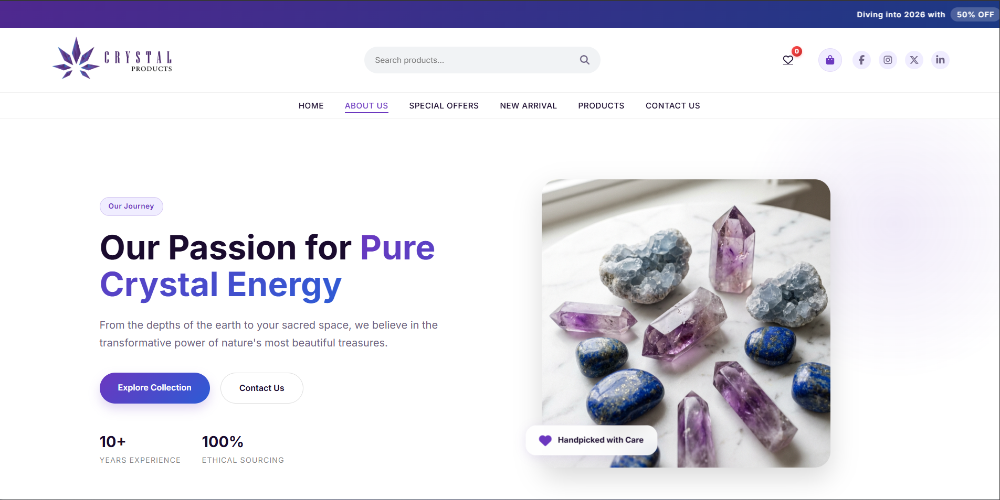 Diving into 2026 with 50% OFF
CRYSTAL
PRODUCTS
Search products...
0
HOME ABOUT US SPECIAL OFFERS NEW ARRIVAL PRODUCTS CONTACT US
Our Journey
Our Passion for Pure
Crystal Energy
From the depths of the earth to your sacred space, we believe in the
transformative power of nature's most beautiful treasures.
Explore Collection Contact Us
10+ 100%
YEARS EXPERIENCE ETHICAL SOURCING
Handpicked with Care